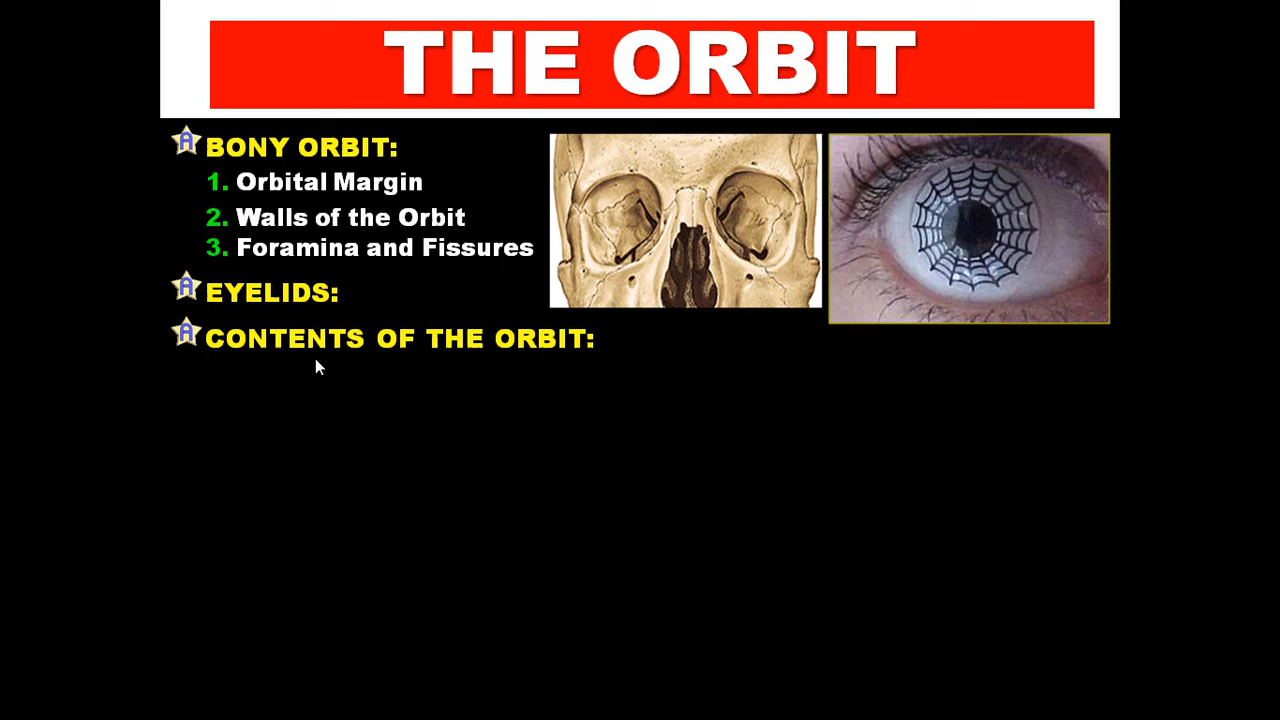 THE ORBIT
A BONY ORBIT:
1. Orbital Margin
2. Walls of the Orbit
3. Foramina and Fissures
A EYELIDS:
A CONTENTS OF THE ORBIT: